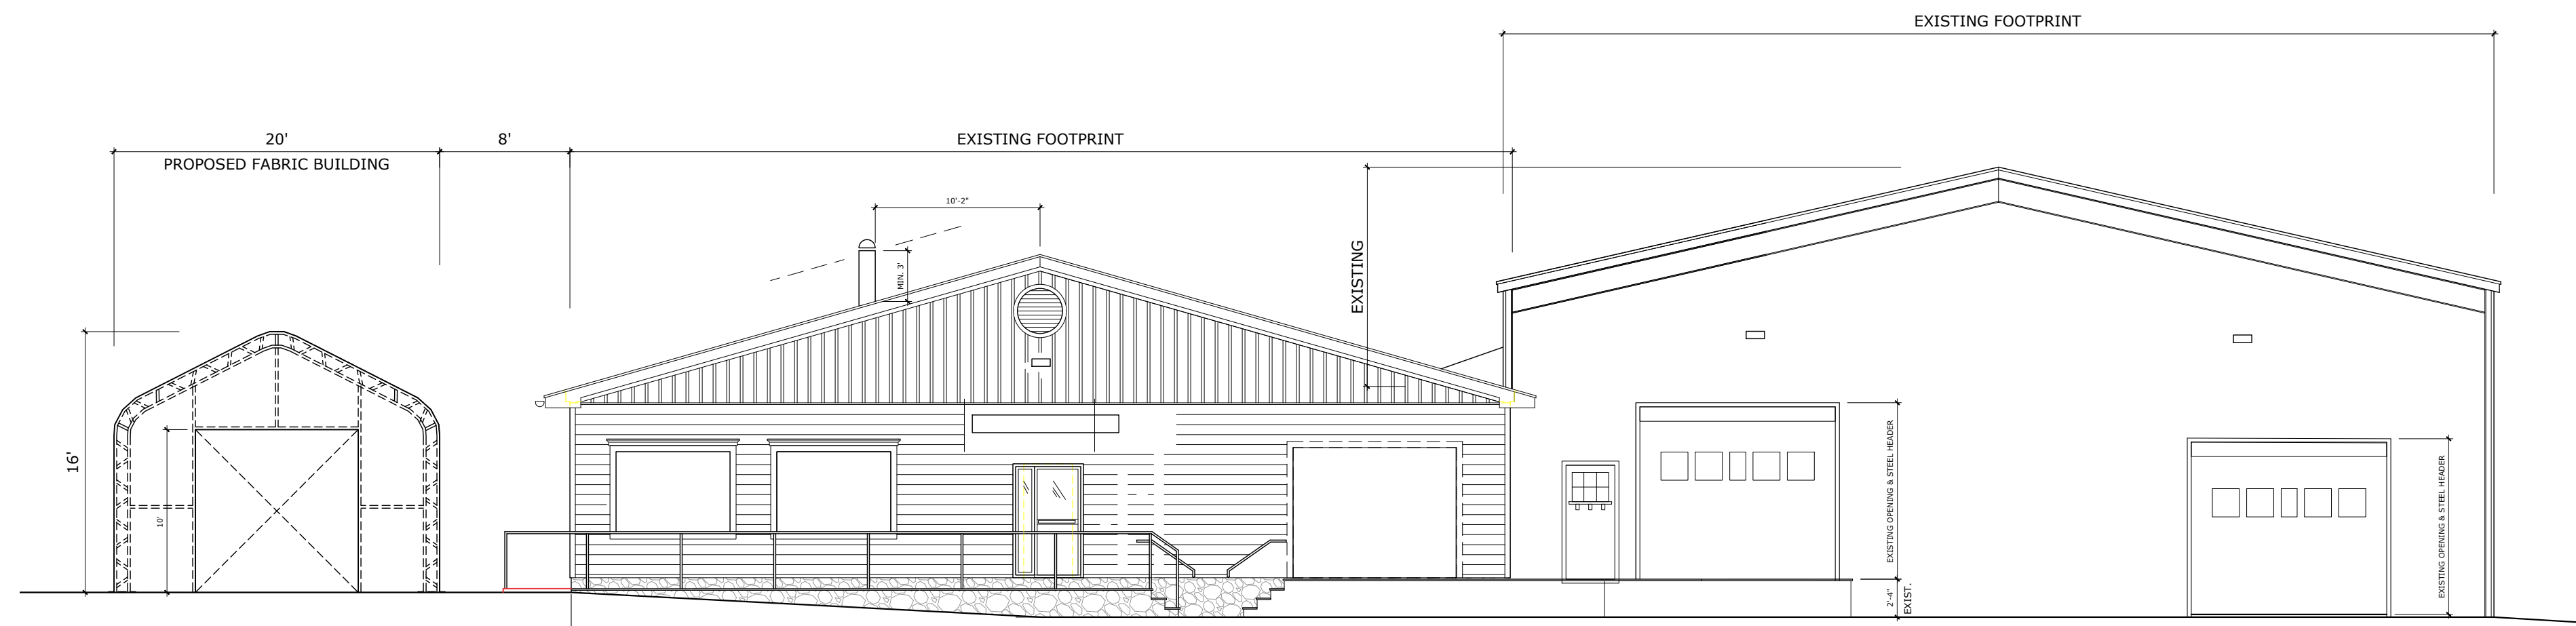 EXISTING FOOTPRINT
20'
8'
EXISTING FOOTPRINT
PROPOSED FABRIC BUILDING
10'-2"
MIN. 3'
EXISTING
16'
10'
EXISTING OPENING & STEEL HEADER
EXISTING OPENING & STEEL HEADER
2'-4"
EXIST.